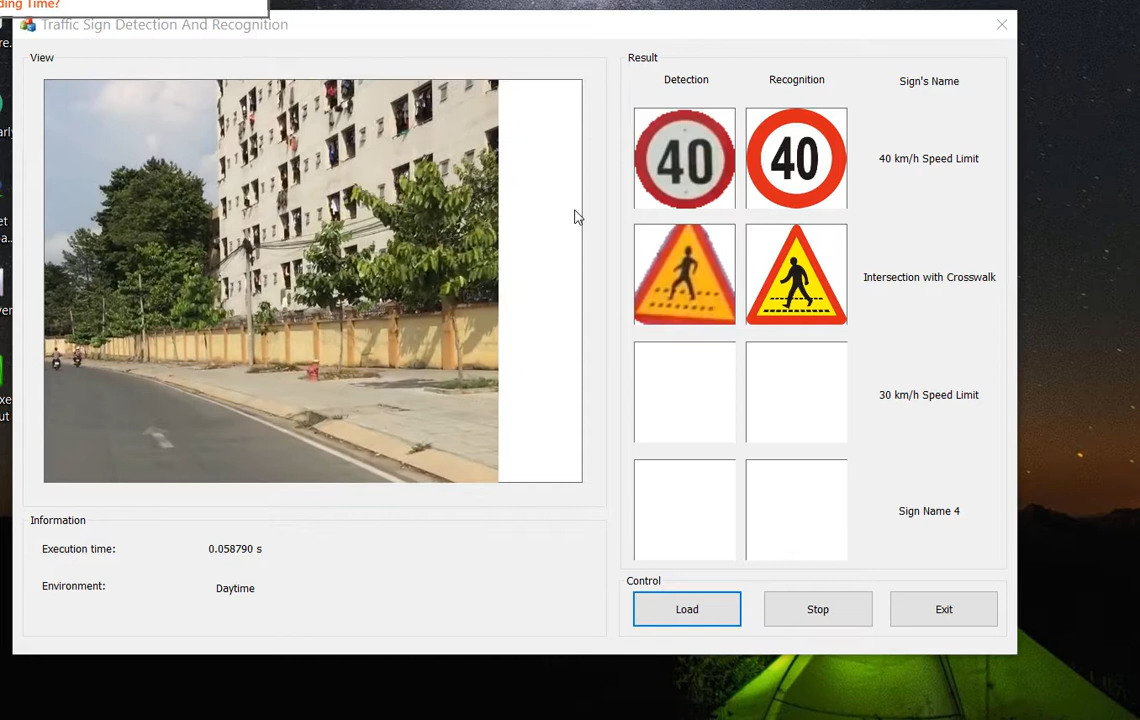 ding Time?
Traffic Sign Detection And Recognition
View
Result
Detection
Recognition
Sign's Name
40
40
40 km/h Speed Limit
Intersection with Crosswalk
30 km/h Speed Limit
Sign Name 4
Information
Execution time:
0.058790 s
Environment:
Daytime
Control
Load
Stop
Exit